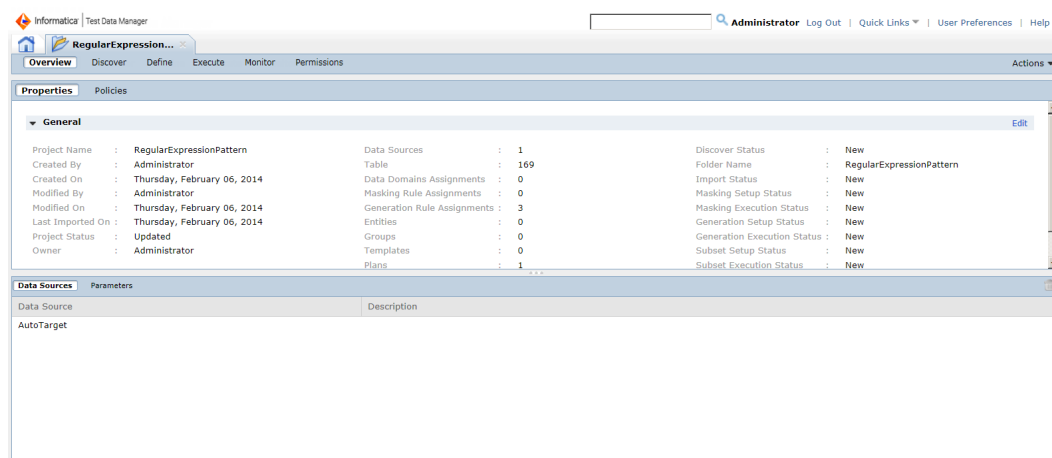 Informatica Test Data Manager
Administrator Log Out | Quick Links | User Preferences | Help
RegularExpression...
Overview Discover Define Execute Monitor Permissions Actions
Properties Policies
General Edit
Project Name : RegularExpressionPattern Data Sources : 1 Discover Status : New
Created By : Administrator Table : 169 Folder Name : RegularExpressionPattern
Created On : Thursday, February 06, 2014 Data Domains Assignments : 0 Import Status : New
Modified By : Administrator Masking Rule Assignments : 0 Masking Setup Status : New
Modified On : Thursday, February 06, 2014 Generation Rule Assignments : 3 Masking Execution Status : New
Last Imported On : Thursday, February 06, 2014 Entities : 0 Generation Setup Status : New
Project Status : Updated Groups : 0 Generation Execution Status : New
Owner : Administrator Templates : 0 Subset Setup Status : New
Plans : 1 Subset Execution Status : New
Data Sources Parameters
Data Source Description
AutoTarget